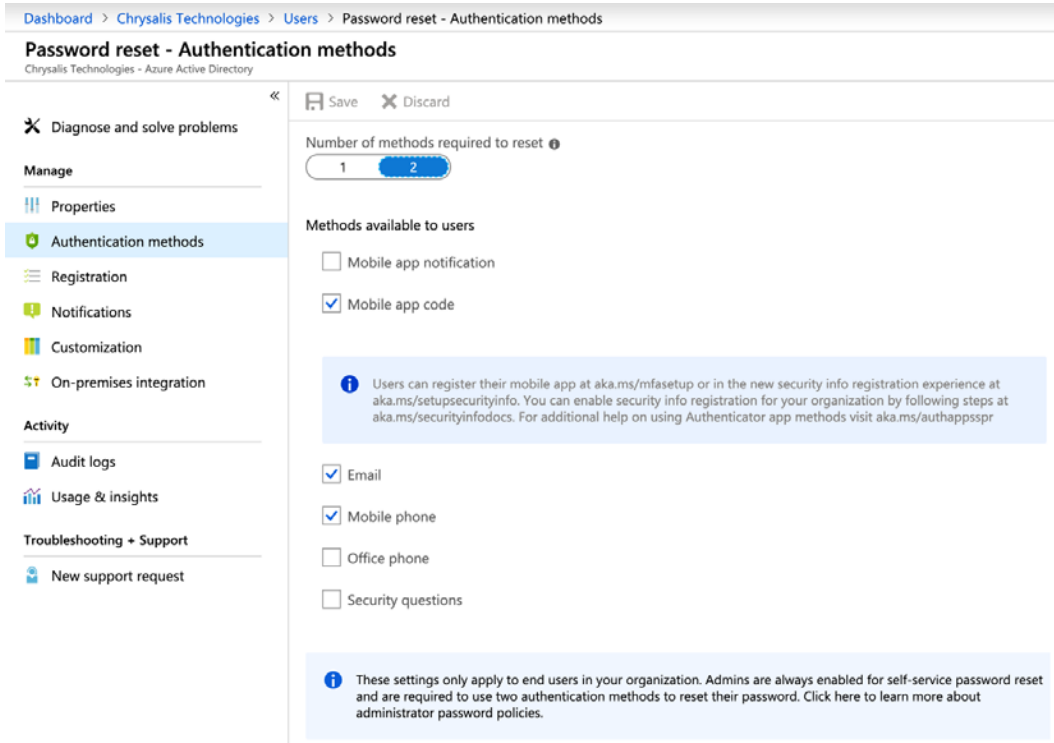 Dashboard > Chrysalis Technologies > Users > Password reset - Authentication methods
Password reset - Authentication methods
Chrysalis Technologies - Azure Active Directory
«
Diagnose and solve problems
Manage
Properties
Authentication methods
Registration
Notifications
Customization
On-premises integration
Activity
Audit logs
Usage & insights
Troubleshooting + Support
New support request
Save Discard
Number of methods required to reset
1 2
Methods available to users
Mobile app notification
Mobile app code
Users can register their mobile app at aka.ms/mfasetup or in the new security info registration experience at
aka.ms/setupsecurityinfo. You can enable security info registration for your organization by following steps at
aka.ms/securityinfodocs. For additional help on using Authenticator app methods visit aka.ms/authappsspr
Email
Mobile phone
Office phone
Security questions
These settings only apply to end users in your organization. Admins are always enabled for self-service password reset
and are required to use two authentication methods to reset their password. Click here to learn more about
administrator password policies.